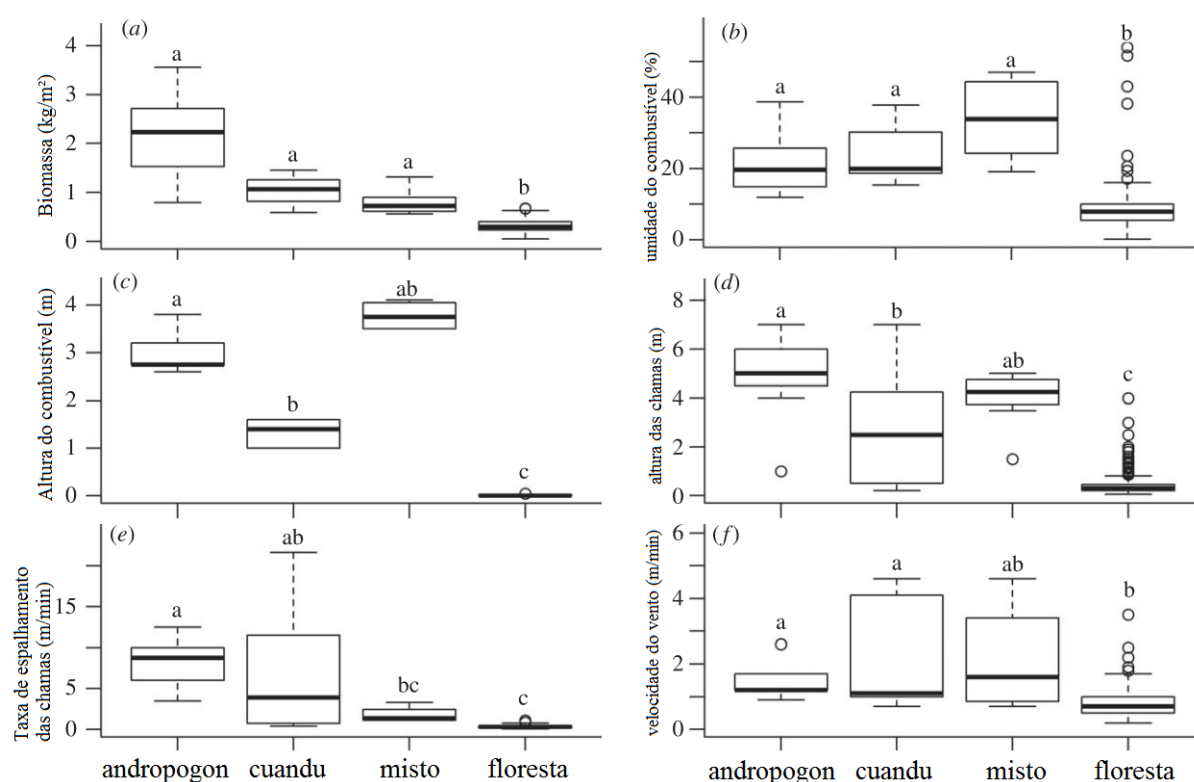 (a)
Biomassa (kg/m²)
4
3
2
1
0
a
a
a
b
(b)
umidade do combustível (%)
40
20
0
a
a
a
b
(c)
Altura do combustível (m)
4
3
2
1
0
a
b
ab
c
(d)
altura das chamas (m)
8
6
4
2
0
a
b
ab
c
(e)
Taxa de espalhamento
das chamas (m/min)
15
5
0
a
ab
bc
c
(f)
velocidade do vento (m/min)
6
4
2
0
a
a
ab
b
andropogon cuandu misto floresta
andropogon cuandu misto floresta